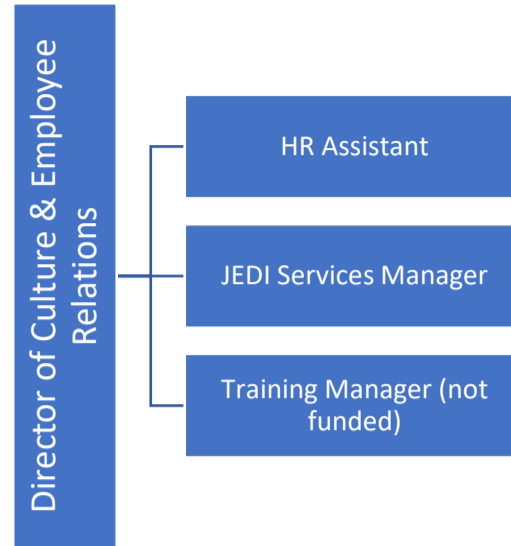 Director of Culture & Employee
Relations
HR Assistant
JEDI Services Manager
Training Manager (not
funded)